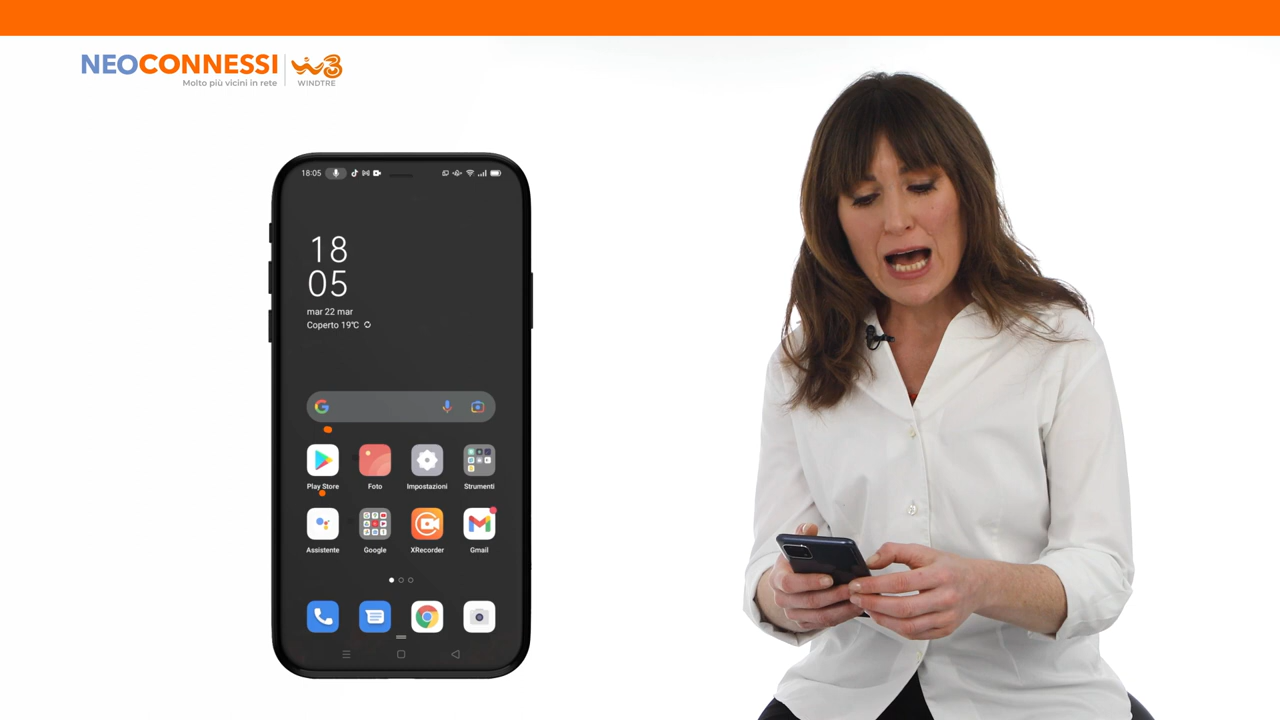 NEOCONNESSI
Molto più vicini in rete
WINDTRE
18:05
18
05
mar 22 mar
Coperto 19°C
Play Store
Foto
Impostazioni
Strumenti
Assistente
Google
XRecorder
Gmail